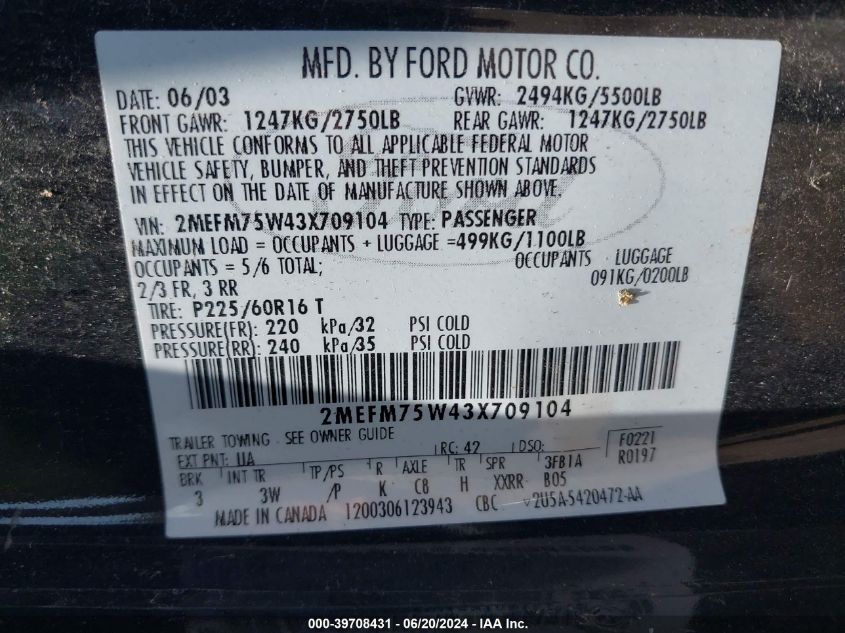 MFD. BY FORD MOTOR CO.
DATE: 06/03 GVWR: 2494KG/5500LB
FRONT GAWR: 1247KG/2750LB REAR GAWR: 1247KG/2750LB
THIS VEHICLE CONFORMS TO ALL APPLICABLE FEDERAL MOTOR
VEHICLE SAFETY, BUMPER, AND THEFT PREVENTION STANDARDS
IN EFFECT ON THE DATE OF MANUFACTURE SHOWN ABOVE.
VIN: 2MEFM75W43X709104 TYPE: PASSENGER
MAXIMUM LOAD = OCCUPANTS + LUGGAGE =499KG/1100LB
OCCUPANTS = 5/6 TOTAL; OCCUPANTS LUGGAGE
2/3 FR, 3 RR 091KG/0200LB
TIRE: P225/60R16 T
PRESSURE(FR): 220 kPa/32 PSI COLD
PRESSURE(RR): 240 kPa/35 PSI COLD
2MEFM75W43X709104
TRAILER TOWING - SEE OWNER GUIDE
EXT PNT: UA RC: 42 DSO: F0221
BRK INT TR TP/PS R AXLE TR SPR 3FB1A R0197
3 3W /P K C8 H XXRR B05
MADE IN CANADA 1200306123943 CBC 2U5A-5420472-AA
000-39708431 - 06/20/2024 - IAA Inc.